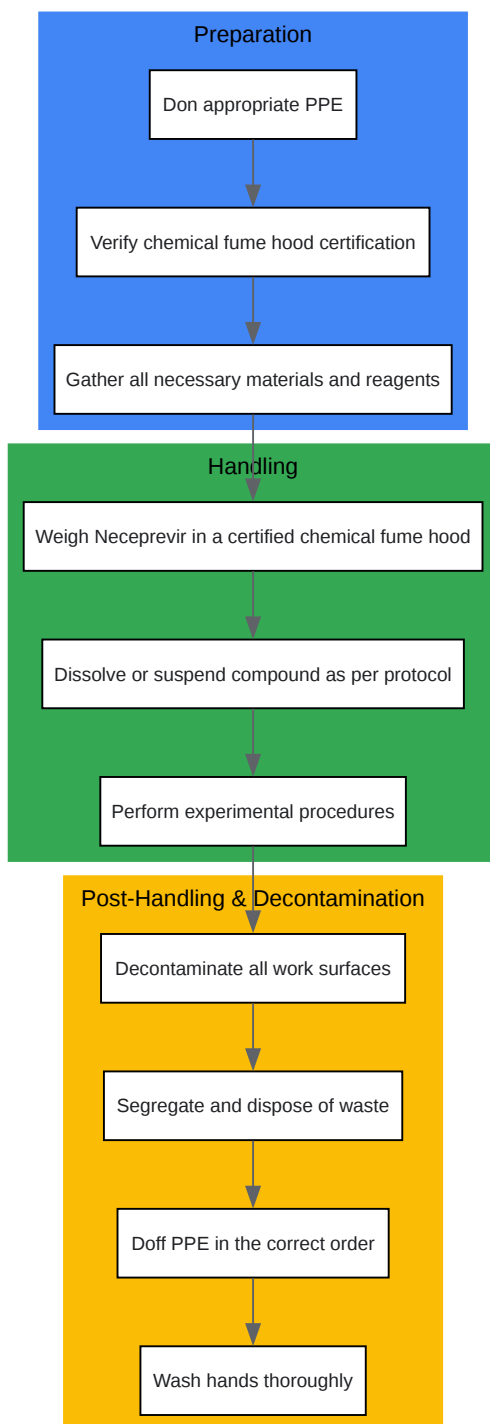 Preparation
Don appropriate PPE
Verify chemical fume hood certification
Gather all necessary materials and reagents
Handling
Weigh Neceprevir in a certified chemical fume hood
Dissolve or suspend compound as per protocol
Perform experimental procedures
Post-Handling & Decontamination
Decontaminate all work surfaces
Segregate and dispose of waste
Doff PPE in the correct order
Wash hands thoroughly